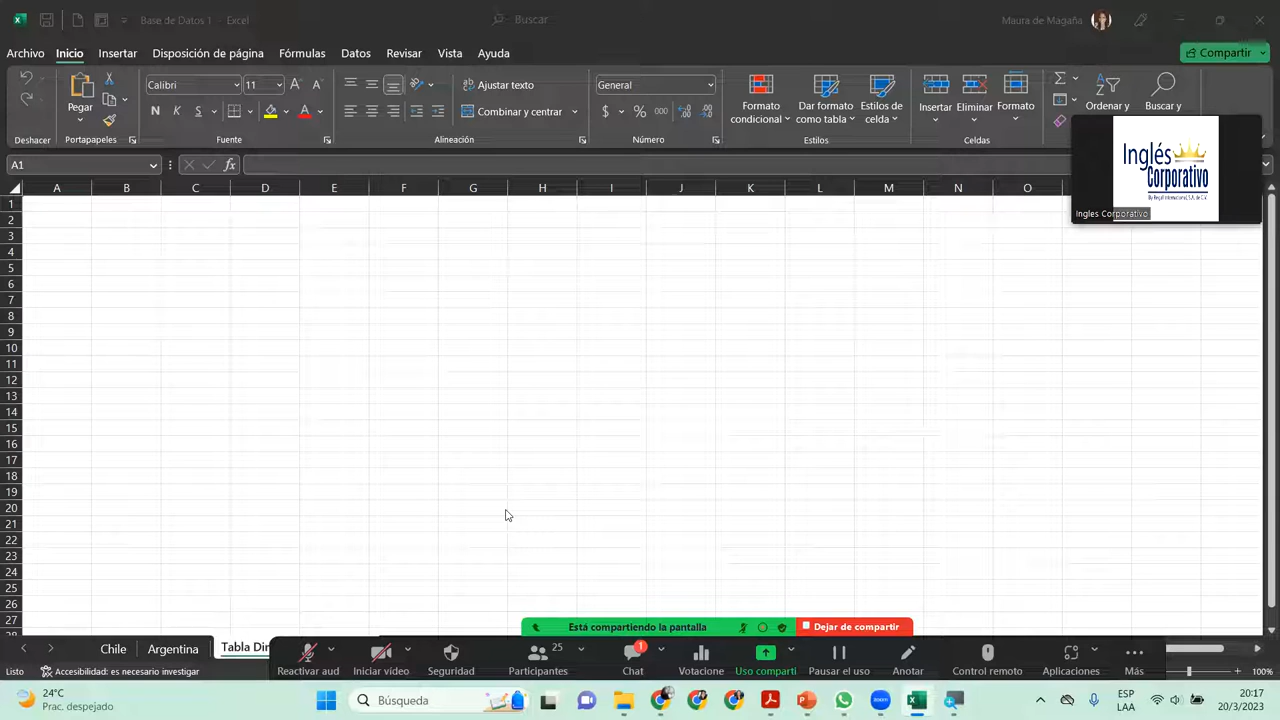 Base de Datos 1 - Excel
Buscar
Maura de Magaña
Archivo Inicio Insertar Disposición de página Fórmulas Datos Revisar Vista Ayuda
Compartir
Pegar
Calibri 11
N K S
Ajustar texto
Combinar y centrar
General
$ % 000
Formato condicional
Dar formato como tabla
Estilos de celda
Insertar
Eliminar
Formato
Ordenar y
Buscar y
Deshacer Portapapeles Fuente Alineación Número Estilos Celdas
Inglés
Corporativo
By Regal International, S.A. de C.V.
Ingles Corporativo
A1
fx
A B C D E F G H I J K L M N O
1
2
3
4
5
6
7
8
9
10
11
12
13
14
15
16
17
18
19
20
21
22
23
24
25
26
27
28
Está compartiendo la pantalla
Dejar de compartir
Chile Argentina Tabla Din
25
1
Reactivar aud Iniciar vídeo Seguridad Participantes Chat Votacione Uso comparti Pausar el uso Anotar Control remoto Aplicaciones Más
Listo Accesibilidad: es necesario investigar
100%
24°C
Prac. despejado
Búsqueda
ESP
LAA
20:17
20/3/2023